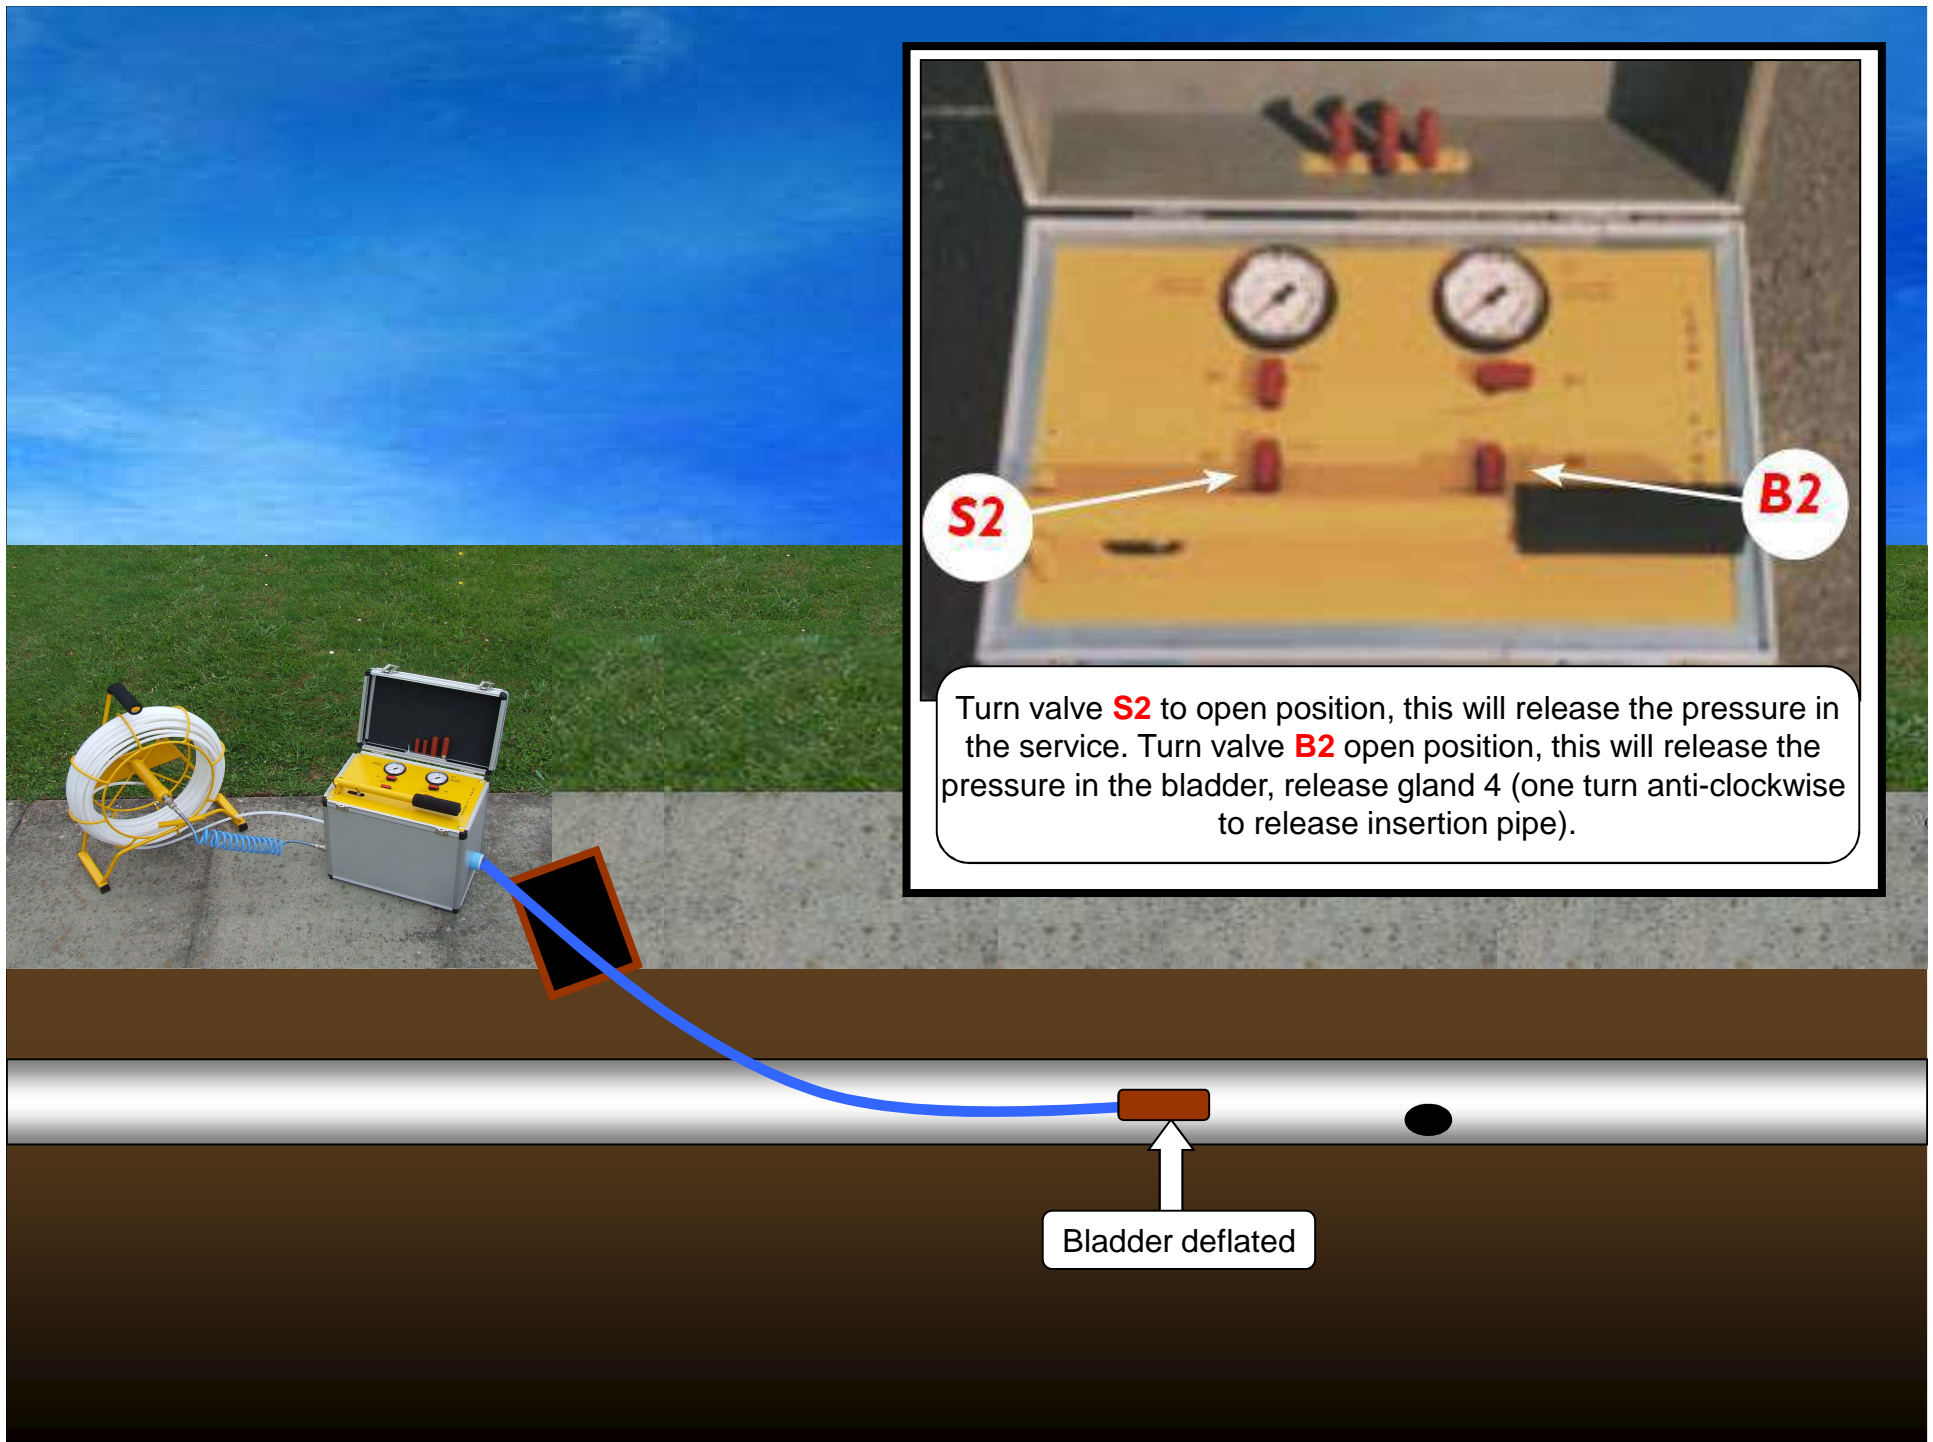 S2
B2
Turn valve S2 to open position, this will release the pressure in
the service. Turn valve B2 open position, this will release the
pressure in the bladder, release gland 4 (one turn anti-clockwise
to release insertion pipe).
Bladder deflated